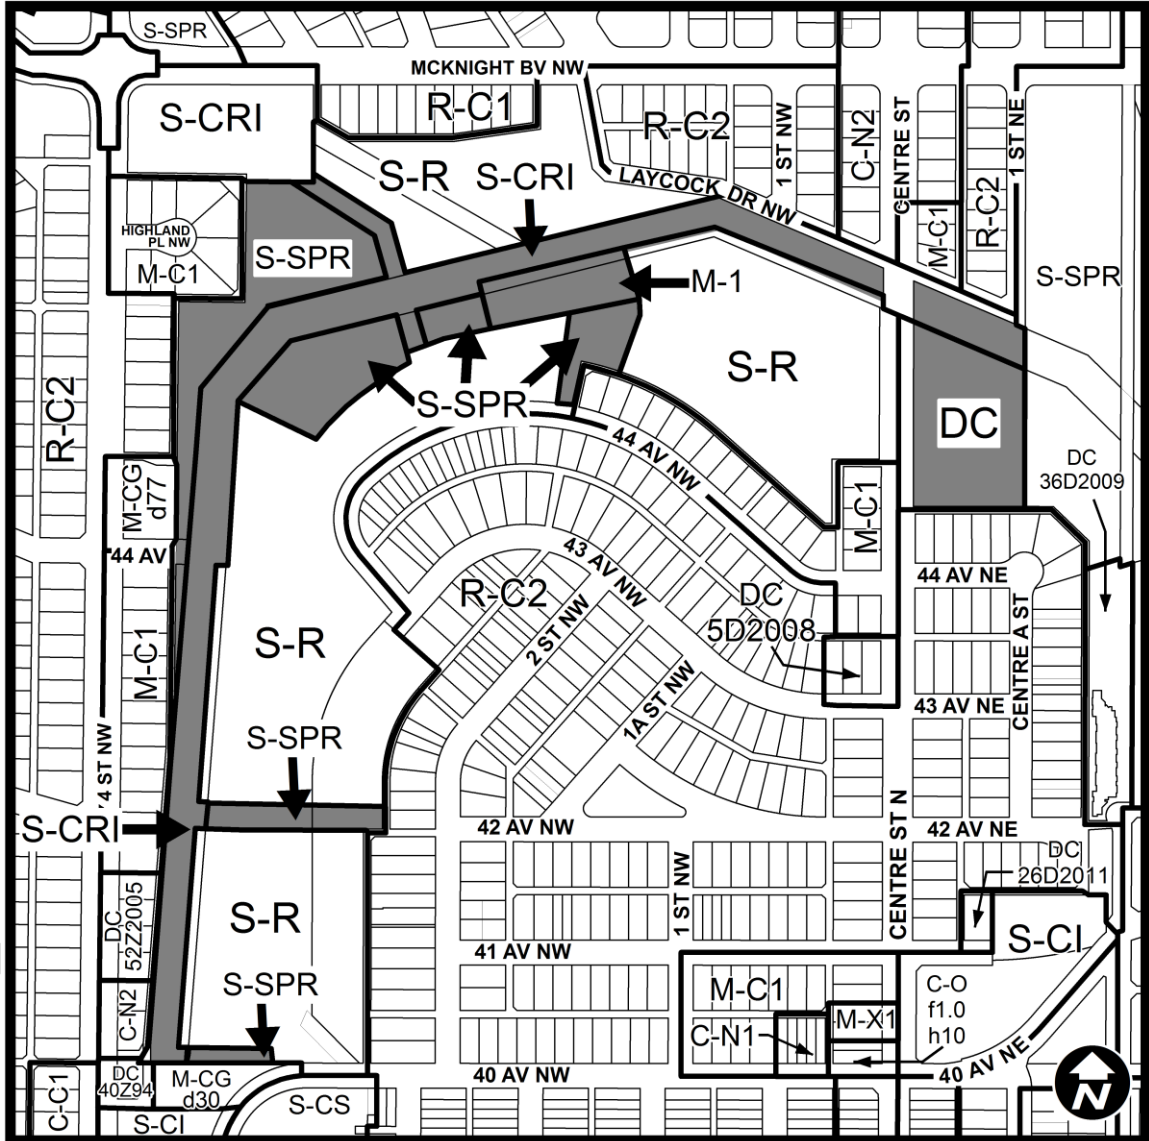 S-SPR
MCKNIGHT BV NW
S-CRI
R-C1
R-C2
1 ST NW
C-N2
CENTRE ST
1 ST NE
R-C2
S-R
S-CRI
LAYCOCK DR NW
M-C1
HIGHLAND
PL NW
M-C1
S-SPR
M-1
S-SPR
S-R
S-SPR
DC
R-C2
44 AV NW
DC
36D2009
M-CG
d77
M-C1
44 AV
43 AV NW
44 AV NE
R-C2
DC
5D2008
2 ST NW
S-R
M-C1
CENTRE A ST
1A ST NW
43 AV NE
S-SPR
4 ST NW
S-CRI
42 AV NW
CENTRE ST N
42 AV NE
DC
26D2011
DC
52Z2005
S-R
1 ST NW
S-CI
41 AV NW
S-SPR
M-C1
C-O
f1.0
h10
C-N2
C-N1
M-X1
40 AV NE
DC
40Z94
M-CG
d30
40 AV NW
C-C1
S-CS
S-CI
N